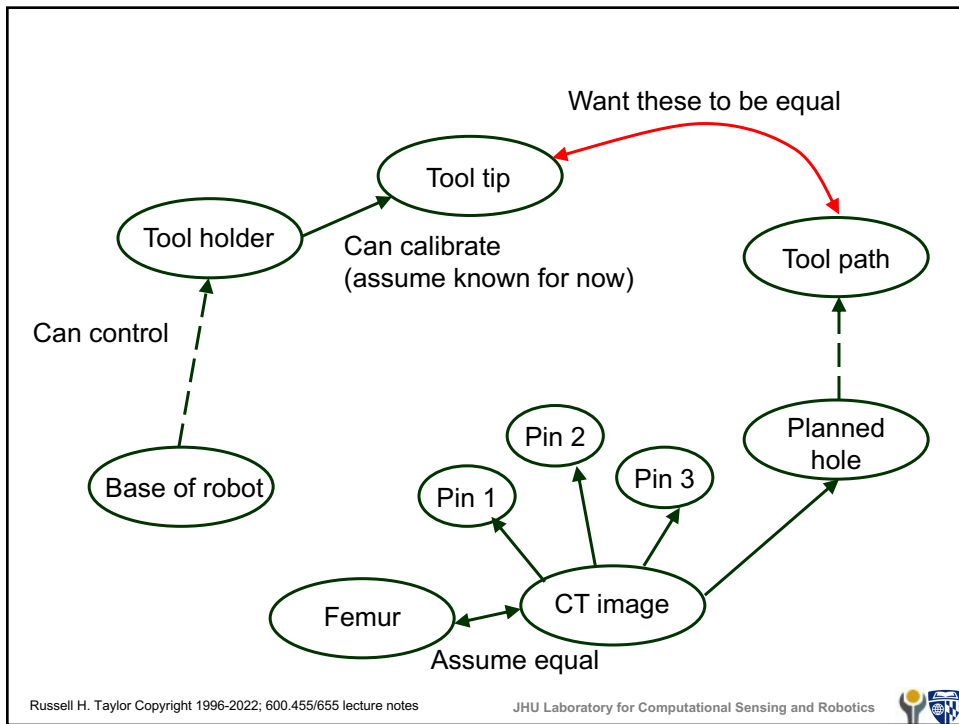 Want these to be equal
Tool tip
Tool holder
Can calibrate
(assume known for now)
Tool path
Can control
Pin 2
Planned
hole
Pin 3
Base of robot
Pin 1
CT image
Femur
Assume equal
Russell H. Taylor Copyright 1996-2022; 600.455/655 lecture notes
JHU Laboratory for Computational Sensing and Robotics